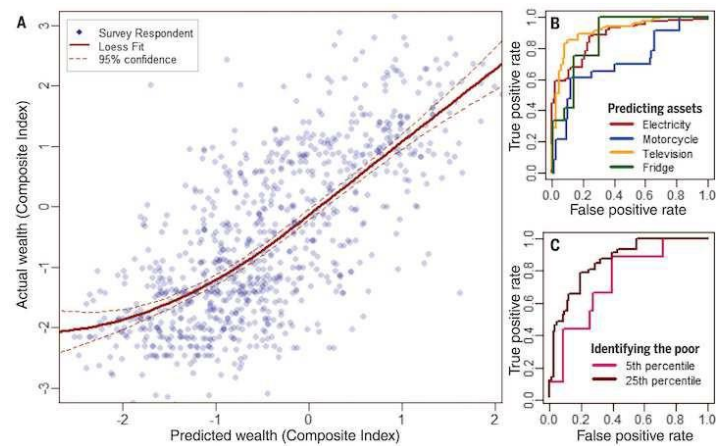 A
Survey Respondent
Loess Fit
95% confidence
Actual wealth (Composite Index)
3
2
1
0
-1
-2
-3
-2
-1
0
1
2
Predicted wealth (Composite Index)
B
True positive rate
1.0
0.8
0.6
0.4
0.2
0.0
Predicting assets
Electricity
Motorcycle
Television
Fridge
0.0
0.2
0.4
0.6
0.8
1.0
False positive rate
C
True positive rate
1.0
0.8
0.6
0.4
0.2
0.0
Identifying the poor
5th percentile
25th percentile
0.0
0.2
0.4
0.6
0.8
1.0
False positive rate